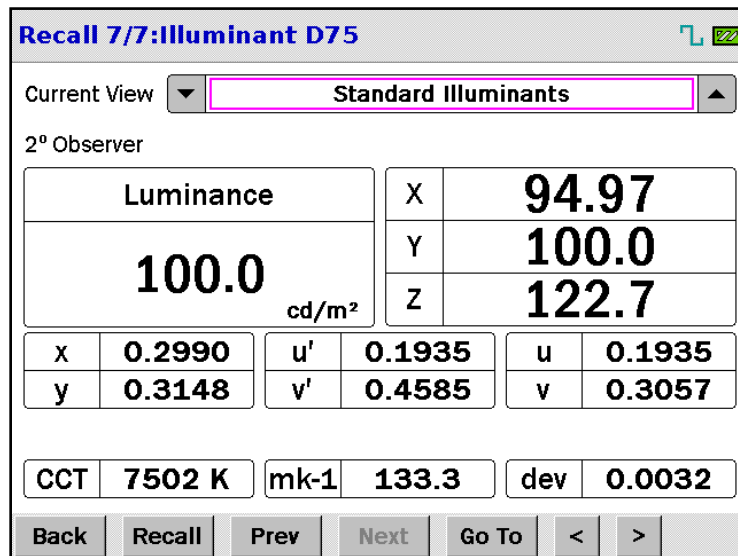 Recall 7/7:Illuminant D75
Current View Standard Illuminants
2º Observer
Luminance
100.0
cd/m²
X 94.97
Y 100.0
Z 122.7
x 0.2990 u' 0.1935 u 0.1935
y 0.3148 v' 0.4585 v 0.3057
CCT 7502 K mk-1 133.3 dev 0.0032
Back Recall Prev Next Go To < >